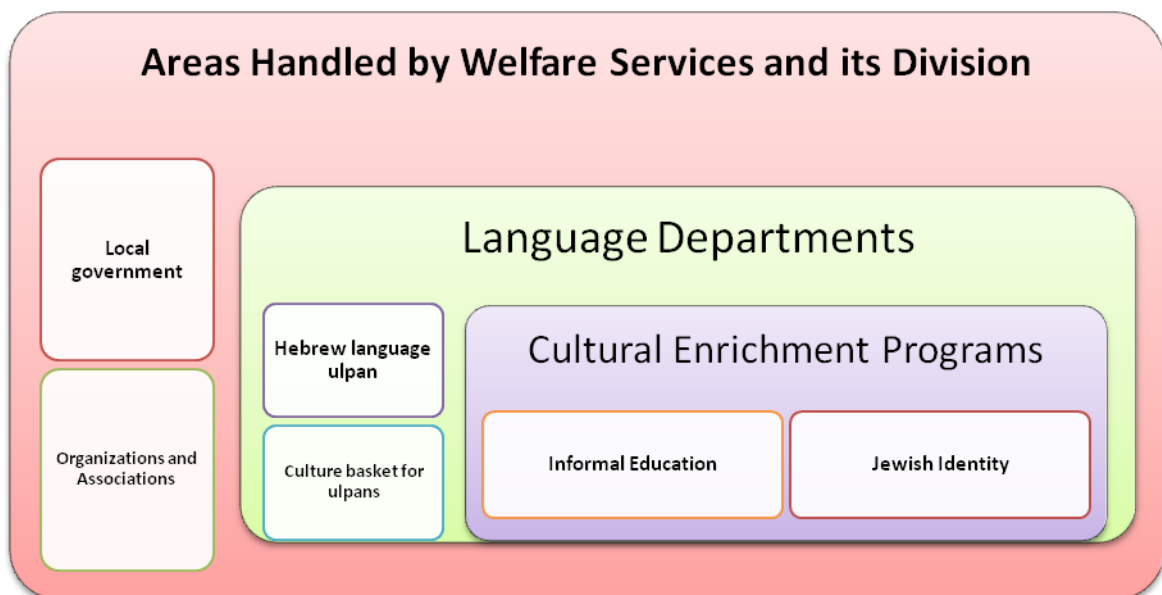 Areas Handled by Welfare Services and its Division
Local
government
Organizations and
Associations
Language Departments
Hebrew language
ulpan
Culture basket for
ulpans
Cultural Enrichment Programs
Informal Education
Jewish Identity